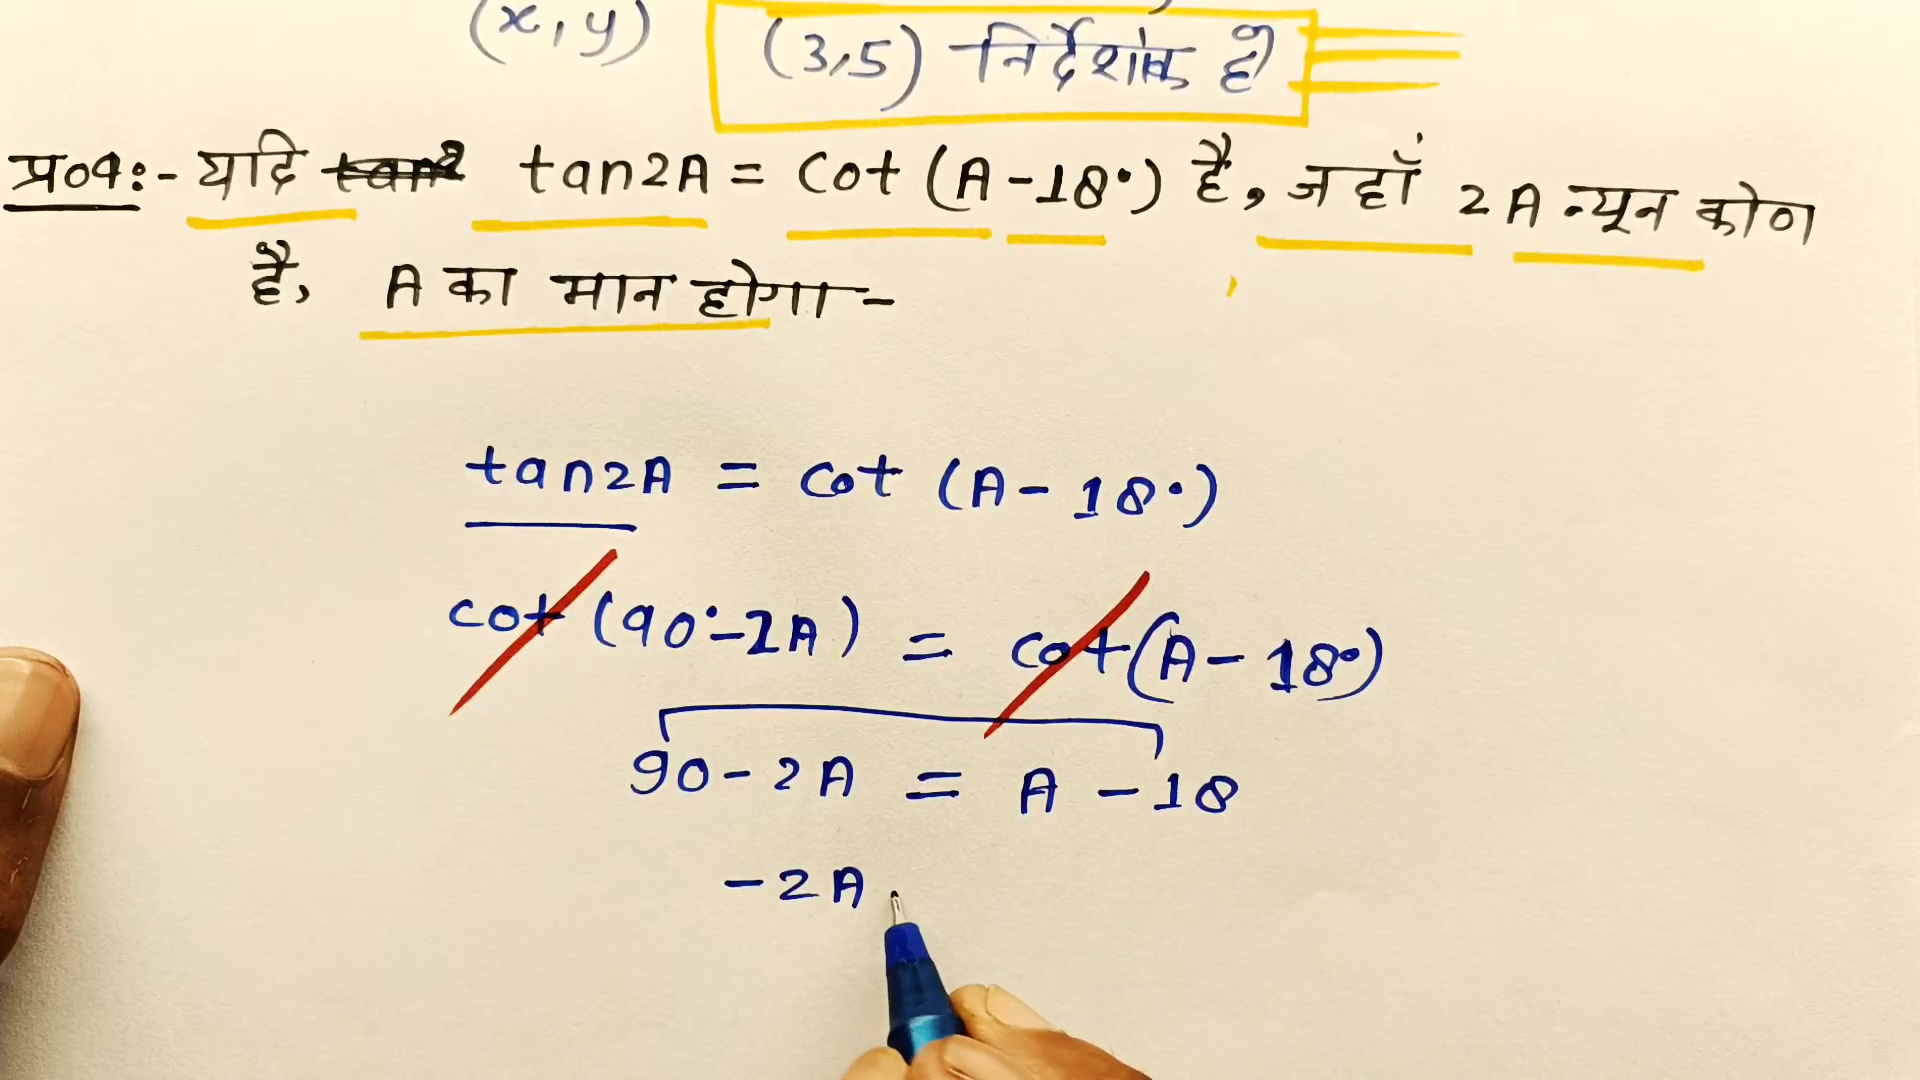 (x,y) (3,5) निर्देशांक है
प्र०4:- यदि tan2A = cot (A - 18°) है, जहाँ 2A न्यून कोण
है, A का मान होगा -
tan2A = cot (A - 18°)
cot (90° - 2A) = cot (A - 18°)
90 - 2A = A - 18
- 2A